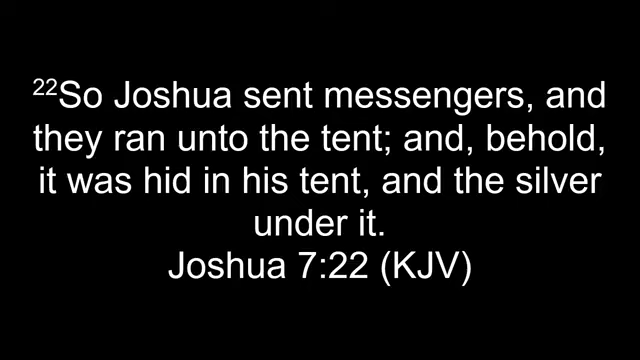 ²²So Joshua sent messengers, and
they ran unto the tent; and, behold,
it was hid in his tent, and the silver
under it.
Joshua 7:22 (KJV)